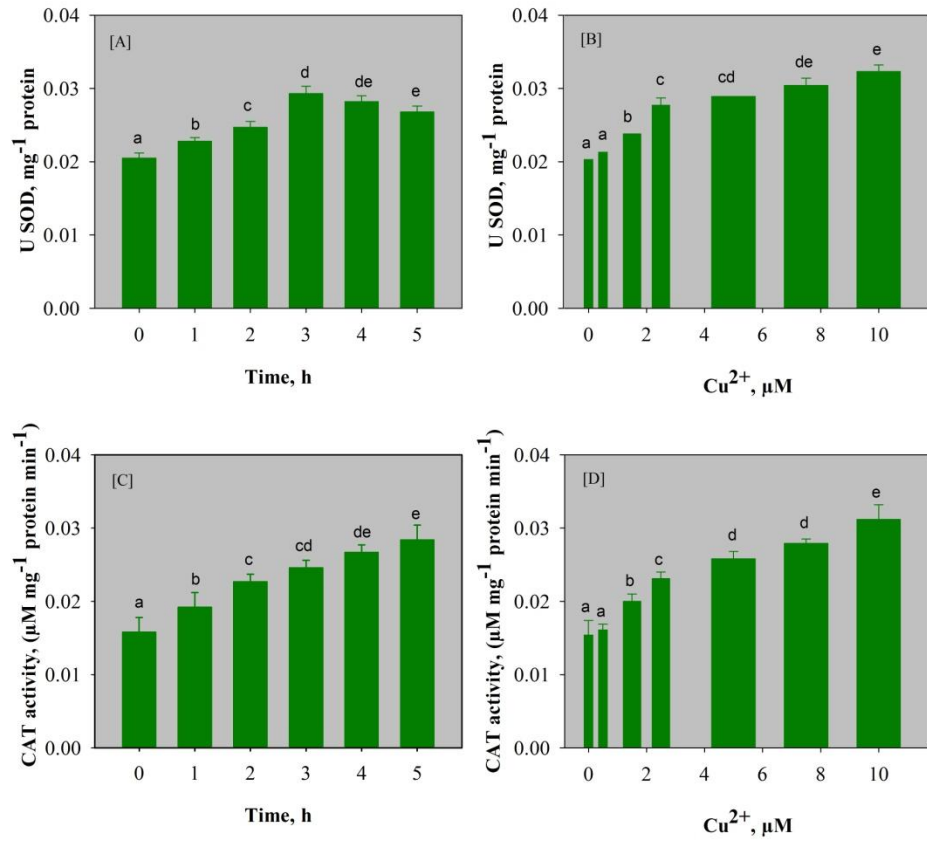 [A]
U SOD, mg-1 protein
0.04
0.03
0.02
0.01
0.00
a
b
c
d
de
e
0 1 2 3 4 5
Time, h
[B]
U SOD, mg-1 protein
0.04
0.03
0.02
0.01
0.00
a
a
b
c
cd
de
e
0 2 4 6 8 10
Cu2+, µM
[C]
CAT activity, (µM mg-1 protein min-1)
0.04
0.03
0.02
0.01
0.00
a
b
c
cd
de
e
0 1 2 3 4 5
Time, h
[D]
CAT activity, (µM mg-1 protein min-1)
0.04
0.03
0.02
0.01
0.00
a
a
b
c
d
d
e
0 2 4 6 8 10
Cu2+, µM